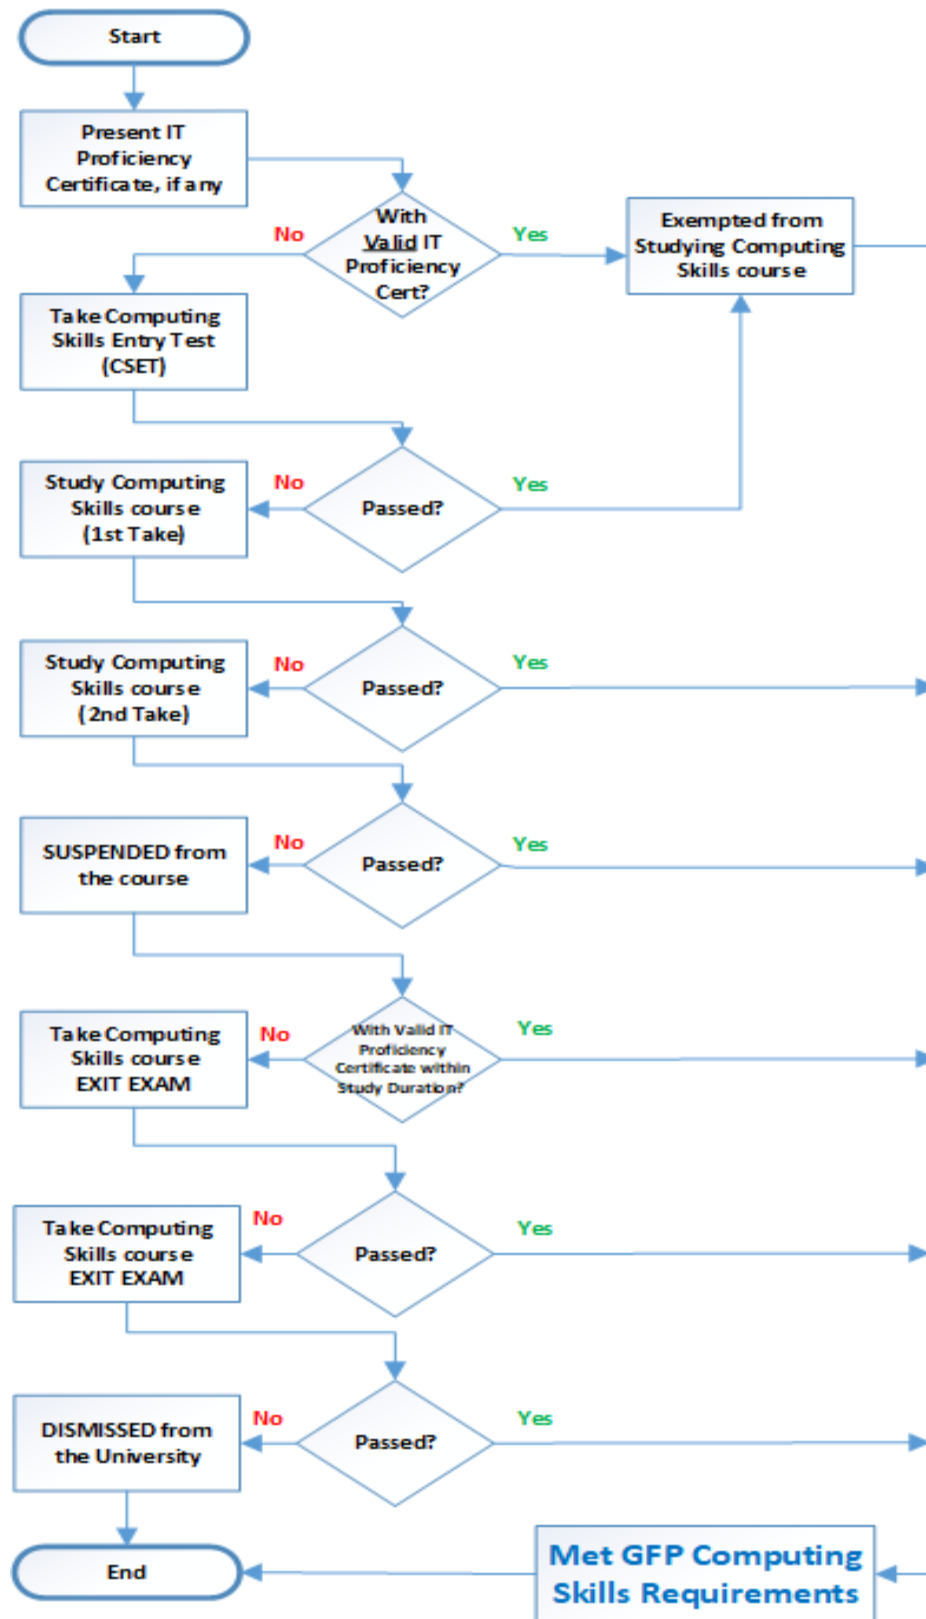 Start
Present IT
Proficiency
Certificate, if any
With
Valid IT
Proficiency
Cert?
No
Yes
Exempted from
Studying Computing
Skills course
Take Computing
Skills Entry Test
(CSET)
Passed?
No
Yes
Study Computing
Skills course
(1st Take)
Passed?
No
Yes
Study Computing
Skills course
(2nd Take)
Passed?
No
Yes
SUSPENDED from
the course
With Valid IT
Proficiency
Certificate within
Study Duration?
No
Yes
Take Computing
Skills course
EXIT EXAM
Passed?
No
Yes
Take Computing
Skills course
EXIT EXAM
Passed?
No
Yes
DISMISSED from
the University
End
Met GFP Computing
Skills Requirements